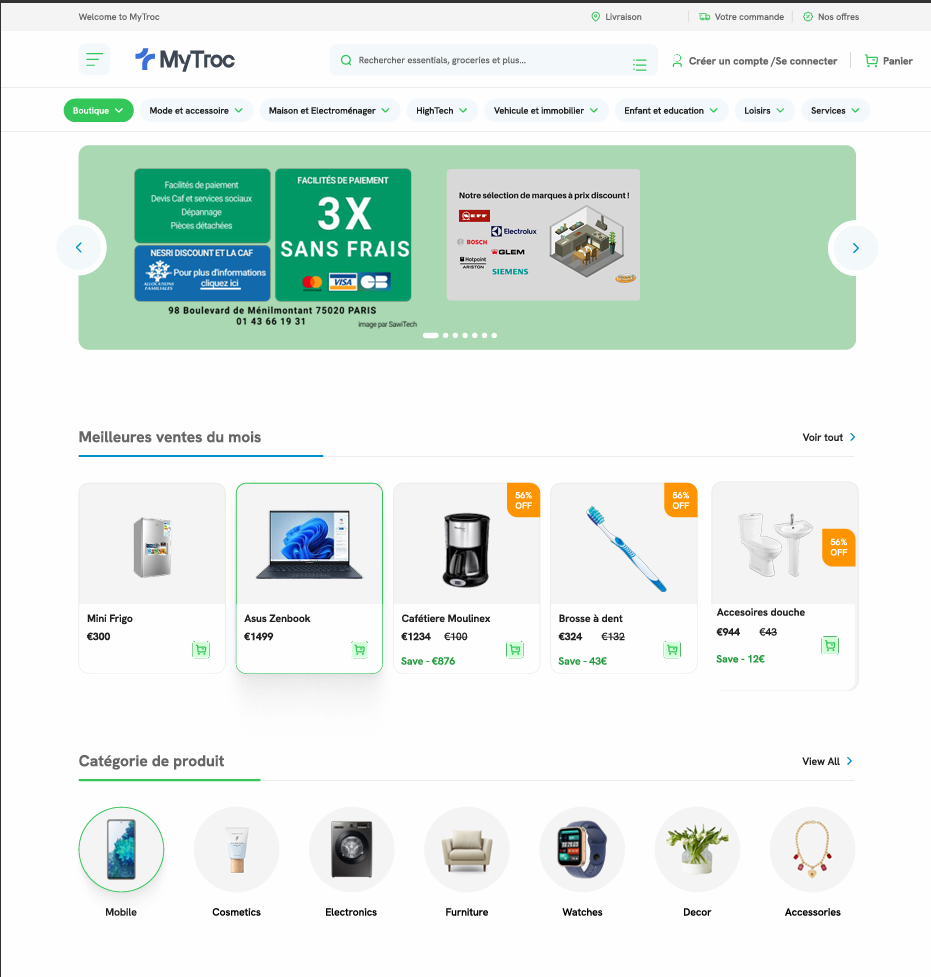 Welcome to MyTroc
Livraison
Votre commande
Nos offres
MyTroc
Rechercher essentials, groceries et plus...
Créer un compte /Se connecter
Panier
Boutique
Mode et accessoire
Maison et Electroménager
HighTech
Vehicule et immobilier
Enfant et education
Loisirs
Services
Facilités de paiement
Devis Caf et services sociaux
Dépannage
Pièces détachées
NESRI DISCOUNT ET LA CAF
ALLOCATIONS
FAMILIALES
Pour plus d'informations
cliquez ici
FACILITÉS DE PAIEMENT
3X
SANS FRAIS
VISA
CB
98 Boulevard de Ménilmontant 75020 PARIS
01 43 66 19 31
image par SawiTech
Notre sélection de marques à prix discount !
NEFF
Electrolux
BOSCH
GLEM
Hotpoint
ARISTON
SIEMENS
Meilleures ventes du mois
Voir tout
Mini Frigo
€300
Asus Zenbook
€1499
56%
OFF
Cafétiere Moulinex
€1234 €100
Save - €876
56%
OFF
Brosse à dent
€324 €132
Save - 43€
56%
OFF
Accesoires douche
€944 €43
Save - 12€
Catégorie de produit
View All
Mobile
Cosmetics
Electronics
Furniture
Watches
Decor
Accessories